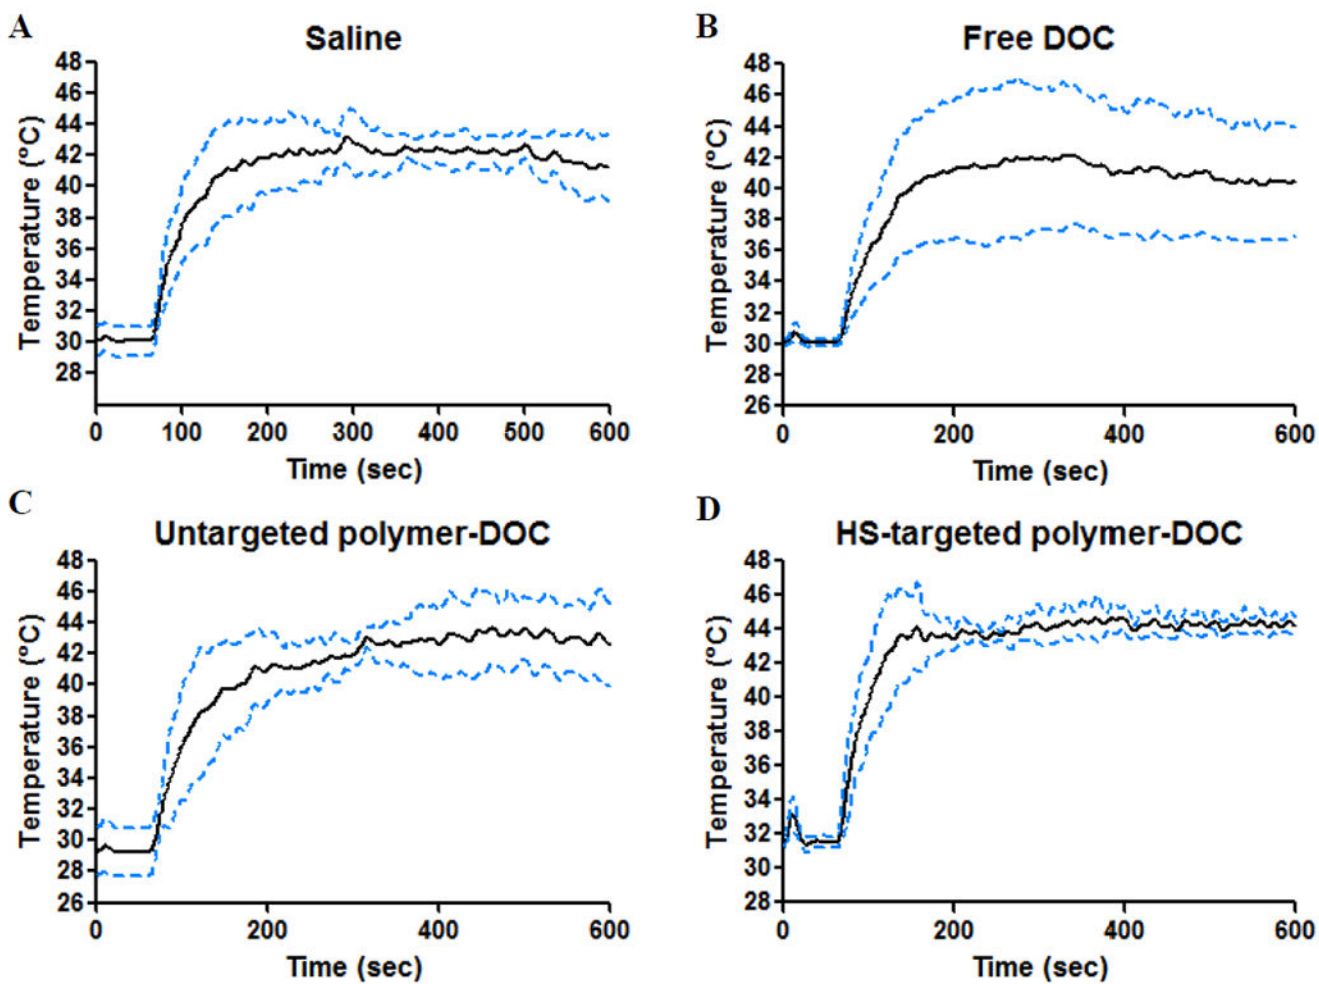 A
Saline
48
46
44
42
40
38
36
34
32
30
28
Temperature (°C)
0 100 200 300 400 500 600
Time (sec)
B
Free DOC
48
46
44
42
40
38
36
34
32
30
28
26
Temperature (°C)
0 200 400 600
Time (sec)
C
Untargeted polymer-DOC
48
46
44
42
40
38
36
34
32
30
28
26
Temperature (°C)
0 200 400 600
Time (sec)
D
HS-targeted polymer-DOC
48
46
44
42
40
38
36
34
32
30
28
Temperature (°C)
0 200 400 600
Time (sec)